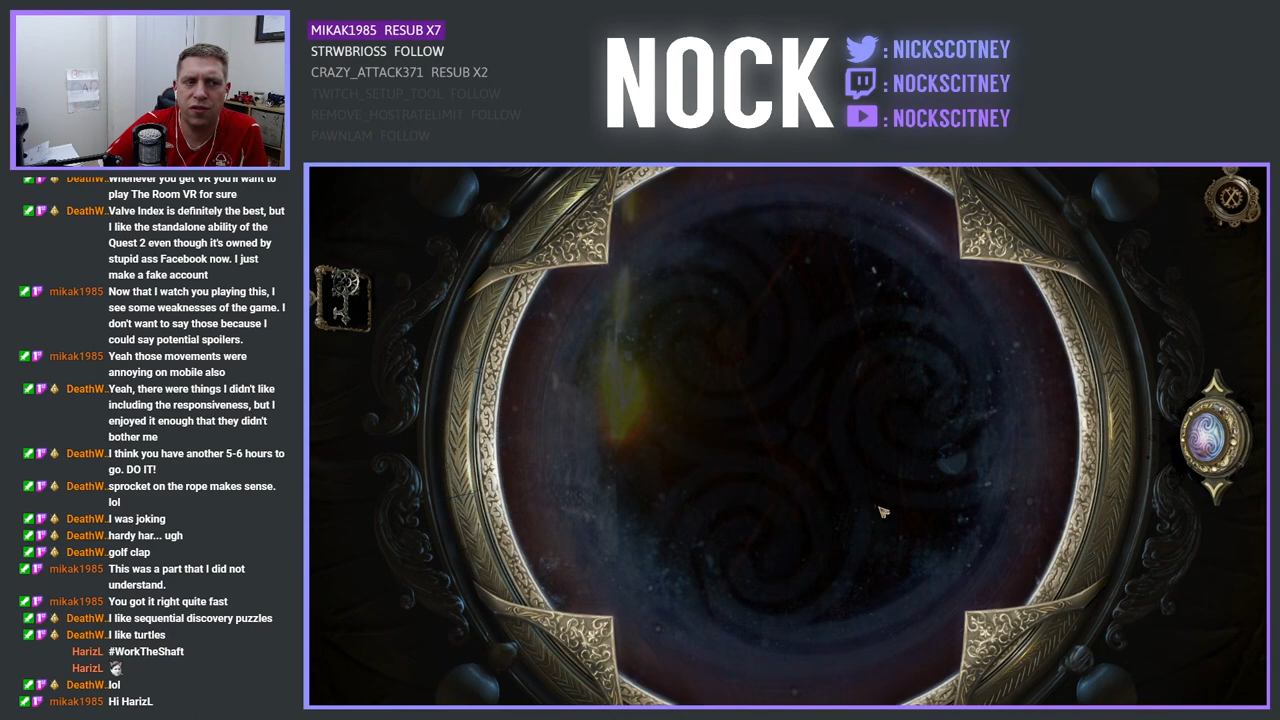 MIKAK1985 RESUB X7
STRWBRIOSS FOLLOW
CRAZY_ATTACK371 RESUB X2
TWITCH_SETUP_TOOL FOLLOW
REMOVE_HOSTRATELIMIT FOLLOW
PAWNLAM FOLLOW
NOCK
: NICKSCOTNEY
: NOCKSCITNEY
: NOCKSCITNEY
DeathW.. Whenever you get VR you'll want to
play The Room VR for sure
DeathW.. Valve Index is definitely the best, but
I like the standalone ability of the
Quest 2 even though it's owned by
stupid ass Facebook now. I just
make a fake account
mikak1985 Now that I watch you playing this, I
see some weaknesses of the game. I
don't want to say those because I
could say potential spoilers.
mikak1985 Yeah those movements were
annoying on mobile also
DeathW.. Yeah, there were things I didn't like
including the responsiveness, but I
enjoyed it enough that they didn't
bother me
DeathW.. I think you have another 5-6 hours to
go. DO IT!
DeathW.. sprocket on the rope makes sense.
lol
DeathW.. I was joking
DeathW.. hardy har... ugh
DeathW.. golf clap
mikak1985 This was a part that I did not
understand.
mikak1985 You got it right quite fast
DeathW.. I like sequential discovery puzzles
DeathW.. I like turtles
HarizL #WorkTheShaft
HarizL
DeathW.. lol
mikak1985 Hi HarizL